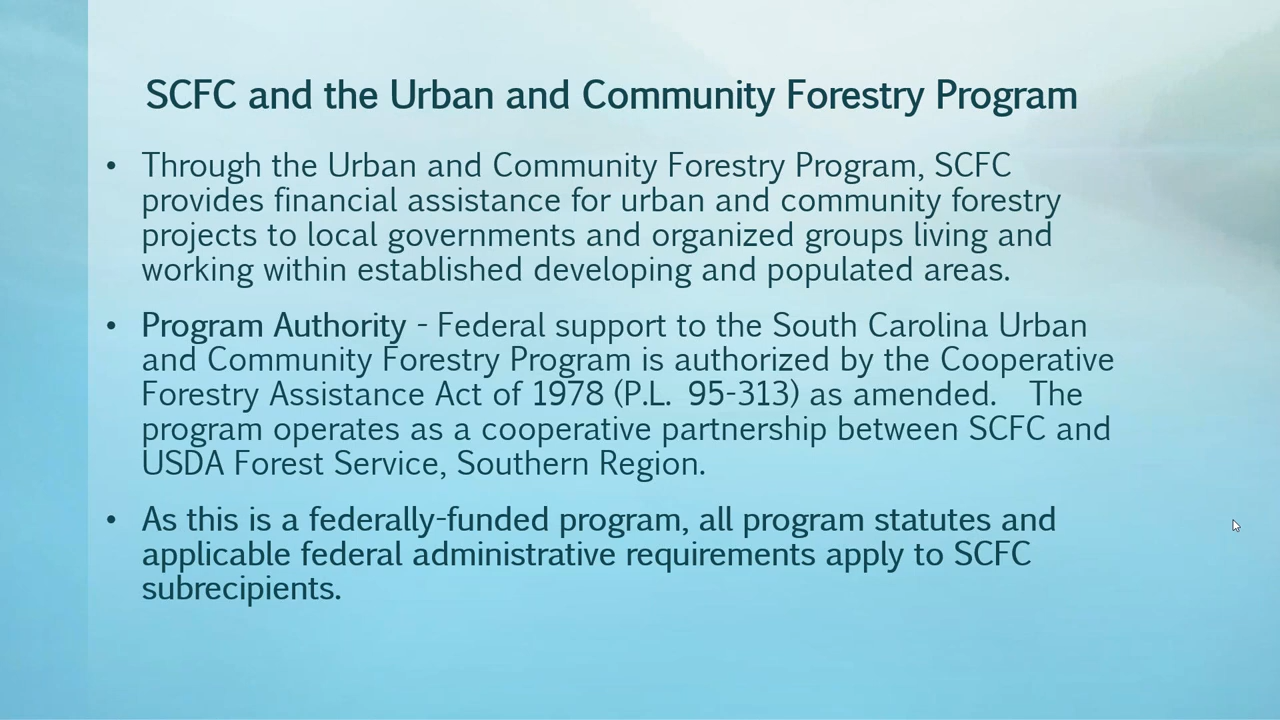 SCFC and the Urban and Community Forestry Program
• Through the Urban and Community Forestry Program, SCFC
provides financial assistance for urban and community forestry
projects to local governments and organized groups living and
working within established developing and populated areas.
• Program Authority - Federal support to the South Carolina Urban
and Community Forestry Program is authorized by the Cooperative
Forestry Assistance Act of 1978 (P.L. 95-313) as amended. The
program operates as a cooperative partnership between SCFC and
USDA Forest Service, Southern Region.
• As this is a federally-funded program, all program statutes and
applicable federal administrative requirements apply to SCFC
subrecipients.